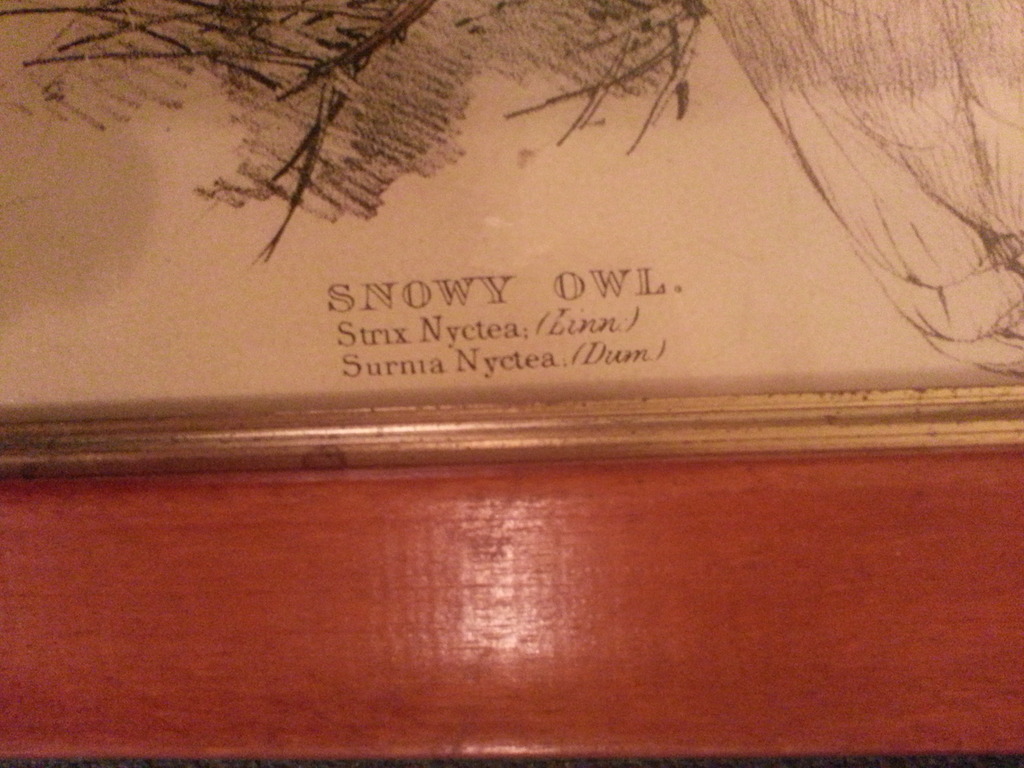 SNOWY OWL.
Strix Nyctea; (Linn.)
Surnia Nyctea. (Dum)